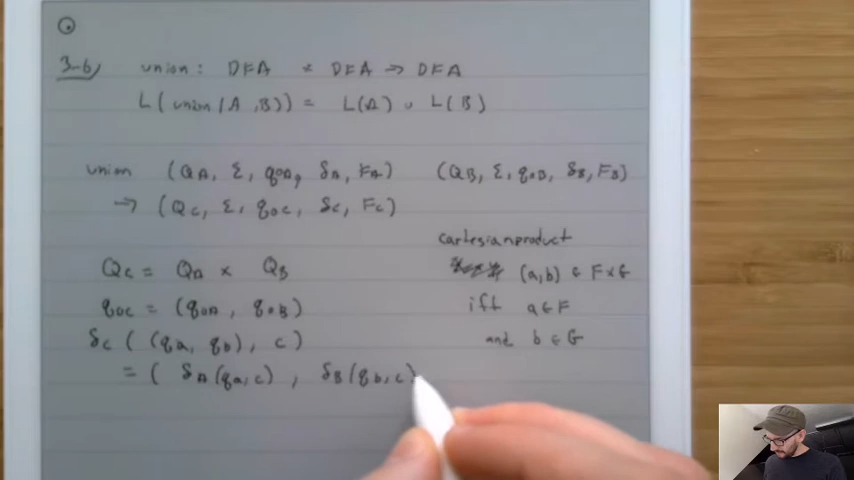 3-6) union: DFA × DFA → DFA
L(union(A,B)) = L(A) ∪ L(B)
union (QA, Σ, q0A, δA, FA) (QB, Σ, q0B, δB, FB)
→ (QC, Σ, q0C, δC, FC)
cartesian product
(a,b) ∈ F×G
iff a∈F
and b∈G
QC = QA × QB
q0C = (q0A, q0B)
δC((qa, qb), c)
= (δA(qa,c), δB(qb,c)